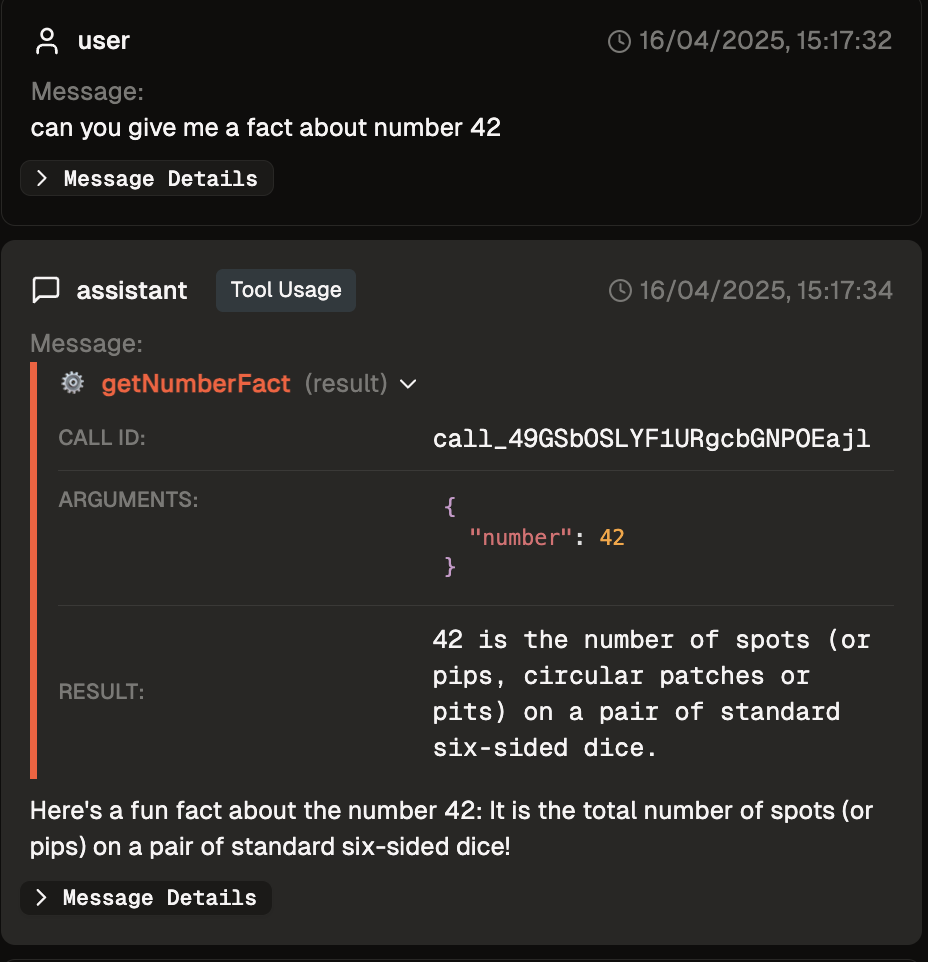 user
16/04/2025, 15:17:32
Message:
can you give me a fact about number 42
Message Details
assistant
Tool Usage
16/04/2025, 15:17:34
Message:
getNumberFact (result)
CALL ID:
call_49GSbOSLYF1URgcbGNPOEajl
ARGUMENTS:
{
"number": 42
}
RESULT:
42 is the number of spots (or
pips, circular patches or
pits) on a pair of standard
six-sided dice.
Here's a fun fact about the number 42: It is the total number of spots (or
pips) on a pair of standard six-sided dice!
Message Details